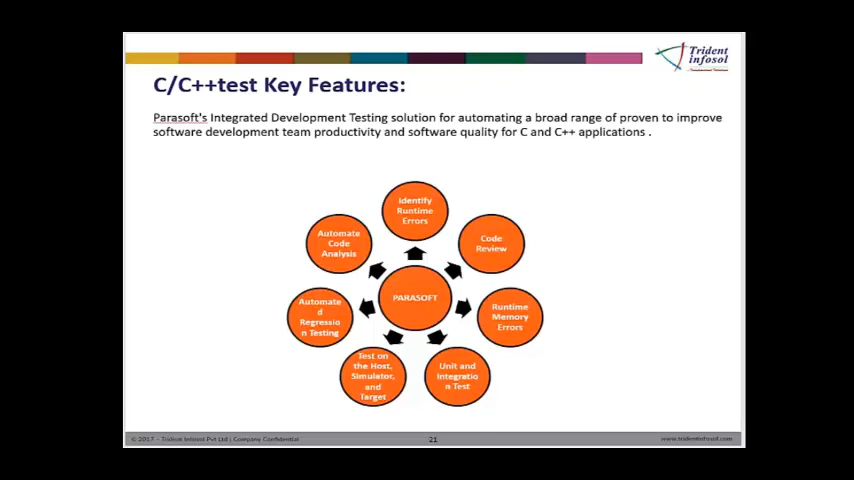 Trident
infosol
C/C++test Key Features:
Parasoft's Integrated Development Testing solution for automating a broad range of proven to improve
software development team productivity and software quality for C and C++ applications .
Identify
Runtime
Errors
Code
Review
Runtime
Memory
Errors
Unit and
Integratio
n Test
Test on
the Host,
Simulator,
and
Target
Automate
d
Regressio
n Testing
Automate
Code
Analysis
PARASOFT
© 2017 – Trident Infosol Pvt Ltd | Company Confidential
21
www.tridentinfosol.com